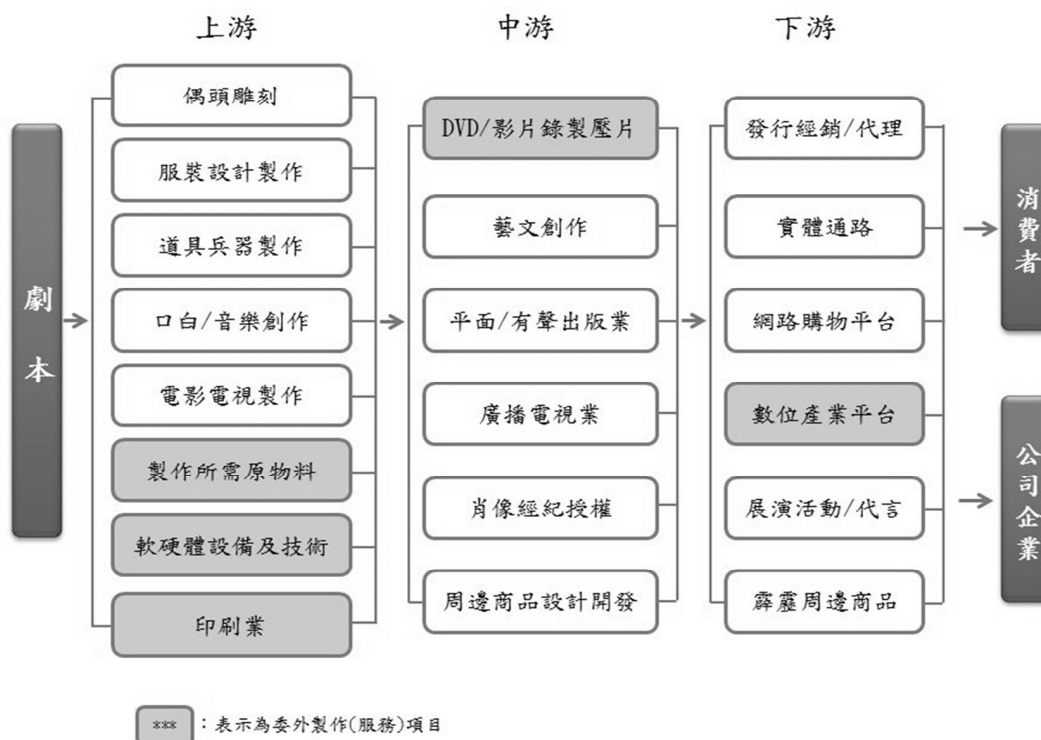 上游
中游
下游
劇本
偶頭雕刻
服裝設計製作
道具兵器製作
口白/音樂創作
電影電視製作
製作所需原物料
軟硬體設備及技術
印刷業
DVD/影片錄製壓片
藝文創作
平面/有聲出版業
廣播電視業
肖像經紀授權
周邊商品設計開發
發行經銷/代理
實體通路
網路購物平台
數位產業平台
展演活動/代言
霹靂周邊商品
消費者
公司企業
***：表示為委外製作(服務)項目